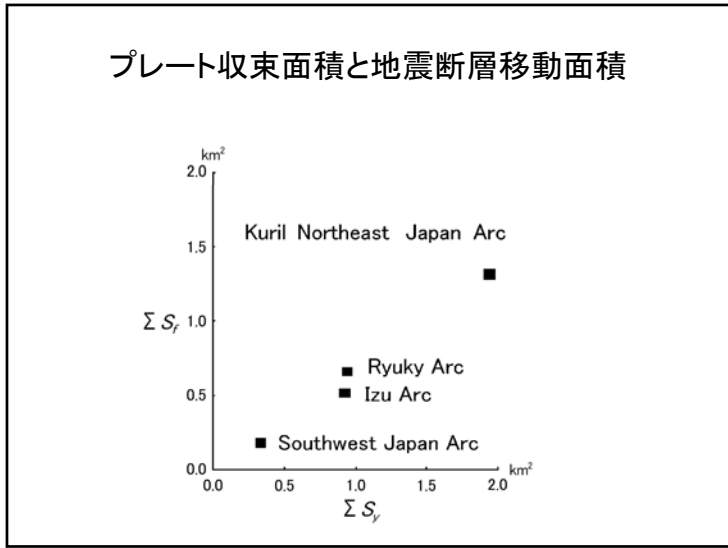 プレート収束面積と地震断層移動面積
km²
2.0
Kuril Northeast Japan Arc
1.5
Σ Sf 1.0
Ryuky Arc
0.5
Izu Arc
Southwest Japan Arc
0.0
km²
0.0 0.5 1.0 1.5 2.0
Σ Sy